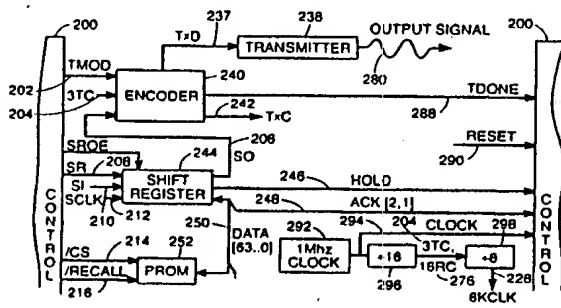 200
237
238
OUTPUT SIGNAL
200
TxD
TRANSMITTER
TMOD
240
280
202
3TC
ENCODER
242
TDONE
204
TxC
288
206
SROE
244
SO
RESET
SR
208
246
290
SI
SHIFT
REGISTER
HOLD
SCLK
212
248
ACK [2,1]
210
250
292
294
204
298
CLOCK
CONTROL
214
252
DATA
[63..0]
1Mhz
CLOCK
÷16
3TC,
÷8
CONTROL
/CS
16RC
/RECALL
PROM
276
228
216
296
8KCLK